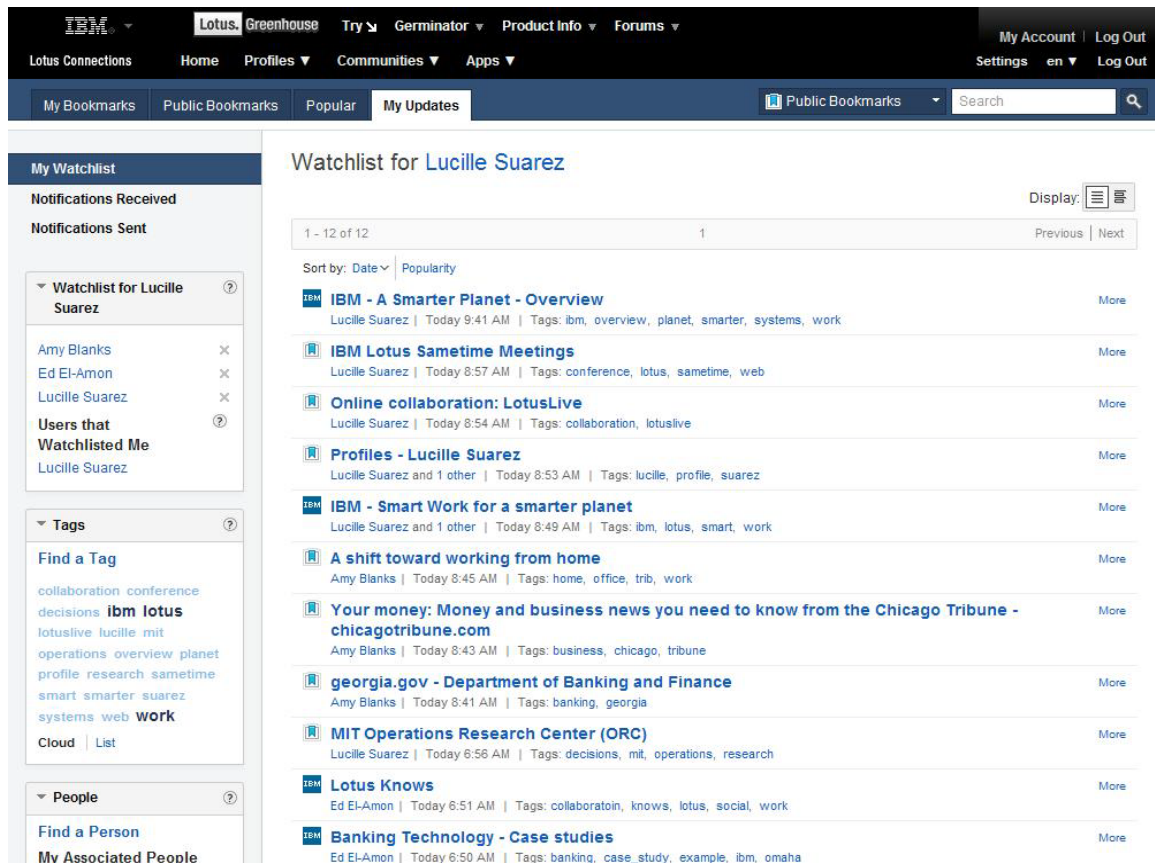 IBM. Lotus. Greenhouse Try Germinator Product Info Forums
My Account | Log Out
Lotus Connections Home Profiles ▼ Communities ▼ Apps ▼ Settings en ▼ Log Out
My Bookmarks Public Bookmarks Popular My Updates Public Bookmarks Search
My Watchlist
Notifications Received
Notifications Sent
Watchlist for Lucille Suarez ?
Amy Blanks ×
Ed El-Amon ×
Lucille Suarez ×
Users that ?
Watchlisted Me
Lucille Suarez
Tags ?
Find a Tag
collaboration conference
decisions ibm lotus
lotuslive lucille mit
operations overview planet
profile research sametime
smart smarter suarez
systems web work
Cloud | List
People ?
Find a Person
My Associated People
Watchlist for Lucille Suarez
Display:
1 - 12 of 12 1 Previous | Next
Sort by: Date | Popularity
IBM IBM - A Smarter Planet - Overview More
Lucille Suarez | Today 9:41 AM | Tags: ibm, overview, planet, smarter, systems, work
IBM Lotus Sametime Meetings More
Lucille Suarez | Today 8:57 AM | Tags: conference, lotus, sametime, web
Online collaboration: LotusLive More
Lucille Suarez | Today 8:54 AM | Tags: collaboration, lotuslive
Profiles - Lucille Suarez More
Lucille Suarez and 1 other | Today 8:53 AM | Tags: lucille, profile, suarez
IBM IBM - Smart Work for a smarter planet More
Lucille Suarez and 1 other | Today 8:49 AM | Tags: ibm, lotus, smart, work
A shift toward working from home More
Amy Blanks | Today 8:45 AM | Tags: home, office, trib, work
Your money: Money and business news you need to know from the Chicago Tribune - More
chicagotribune.com
Amy Blanks | Today 8:43 AM | Tags: business, chicago, tribune
georgia.gov - Department of Banking and Finance More
Amy Blanks | Today 8:41 AM | Tags: banking, georgia
MIT Operations Research Center (ORC) More
Lucille Suarez | Today 6:56 AM | Tags: decisions, mit, operations, research
IBM Lotus Knows More
Ed El-Amon | Today 6:51 AM | Tags: collaboratoin, knows, lotus, social, work
IBM Banking Technology - Case studies More
Ed El-Amon | Today 6:50 AM | Tags: banking, case_study, example, ibm, omaha